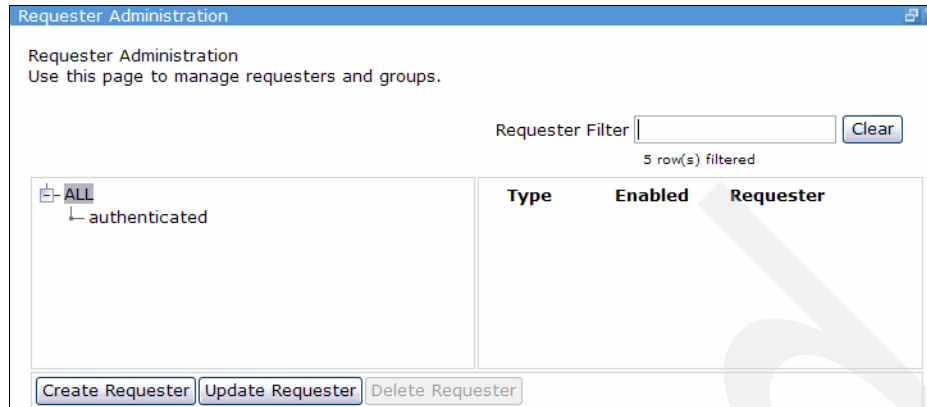 Requester Administration
Requester Administration
Use this page to manage requesters and groups.
Requester Filter Clear
5 row(s) filtered
ALL
authenticated
Type Enabled Requester
Create Requester Update Requester Delete Requester